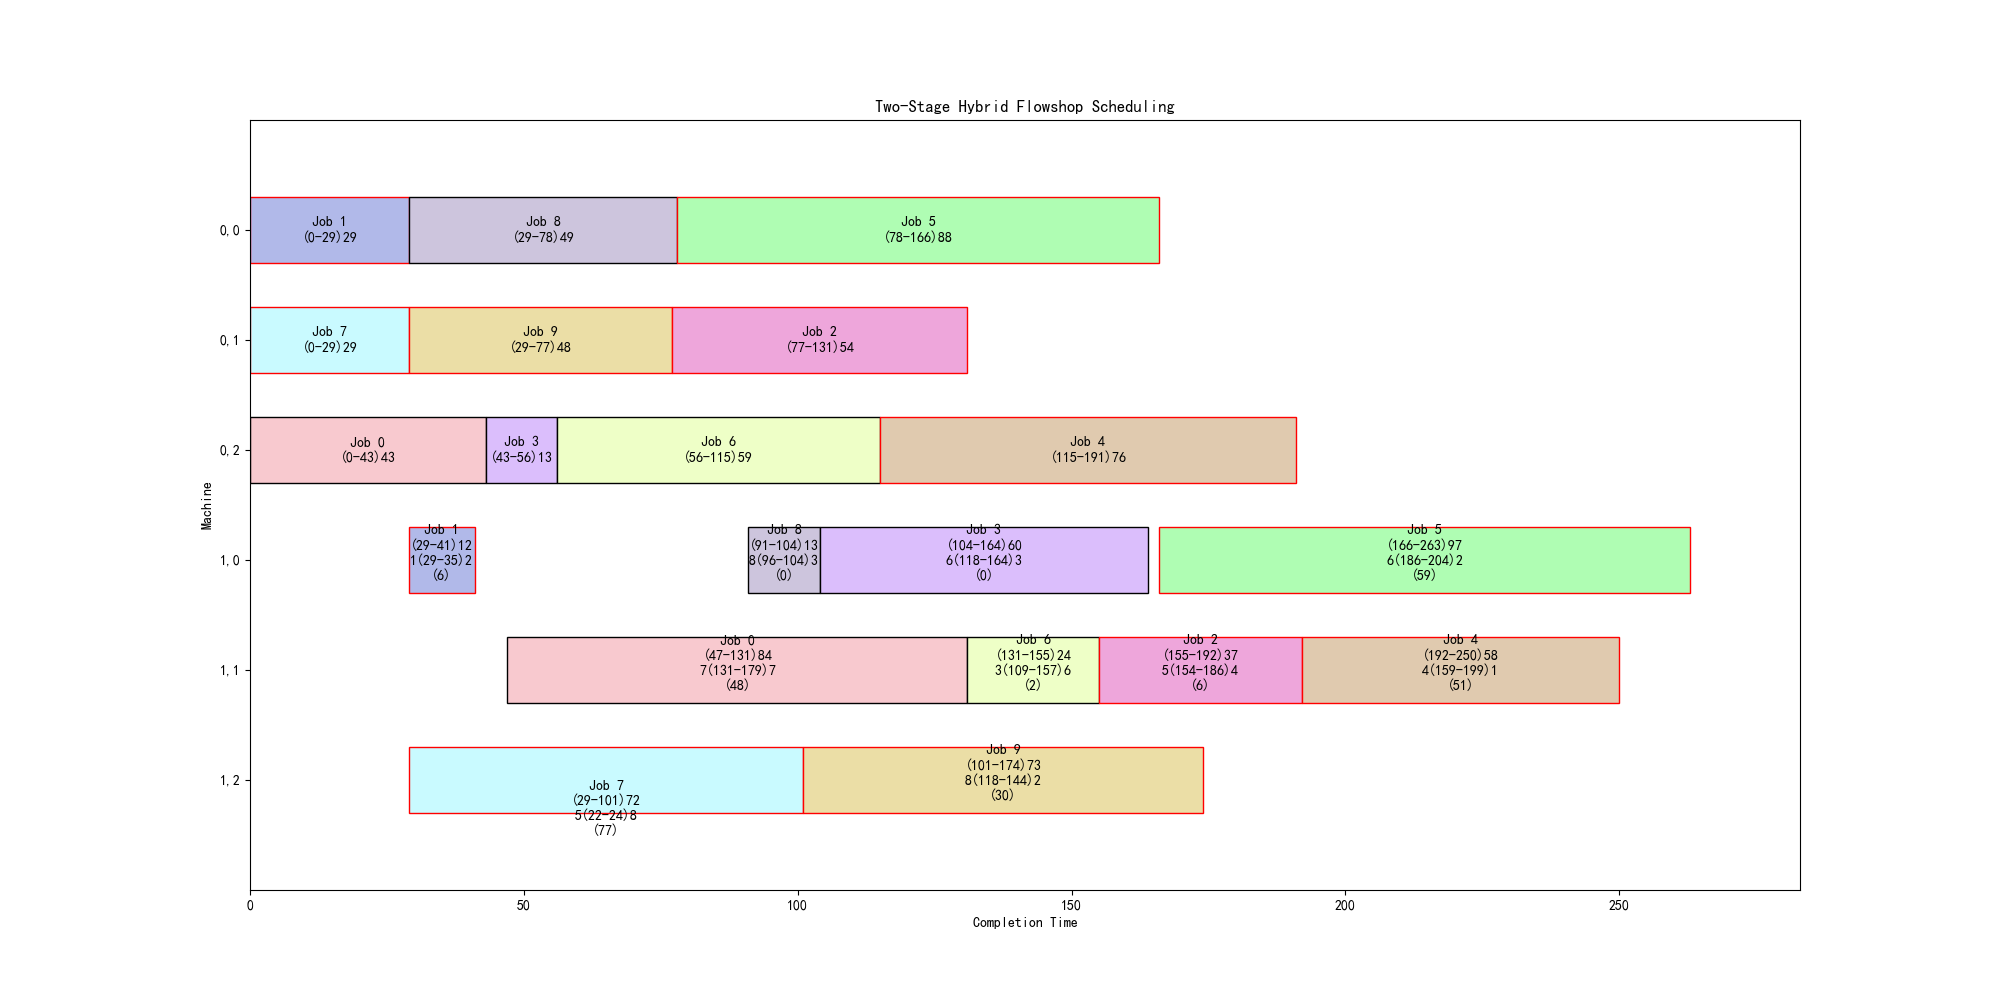 Two-Stage Hybrid Flowshop Scheduling
0,0
Job 1
(0-29)29
Job 8
(29-78)49
Job 5
(78-166)88
0,1
Job 7
(0-29)29
Job 9
(29-77)48
Job 2
(77-131)54
0,2
Job 0
(0-43)43
Job 3
(43-56)13
Job 6
(56-115)59
Job 4
(115-191)76
Machine
1,0
Job 1
(29-41)12
1(29-35)2
(6)
Job 8
(91-104)13
8(96-104)3
(0)
Job 3
(104-164)60
6(118-164)3
(0)
Job 5
(166-263)97
6(186-204)2
(59)
1,1
Job 0
(47-131)84
7(131-179)7
(48)
Job 6
(131-155)24
3(109-157)6
(2)
Job 2
(155-192)37
5(154-186)4
(6)
Job 4
(192-250)58
4(159-199)1
(51)
1,2
Job 7
(29-101)72
5(22-24)8
(77)
Job 9
(101-174)73
8(118-144)2
(30)
0
50
100
150
200
250
Completion Time